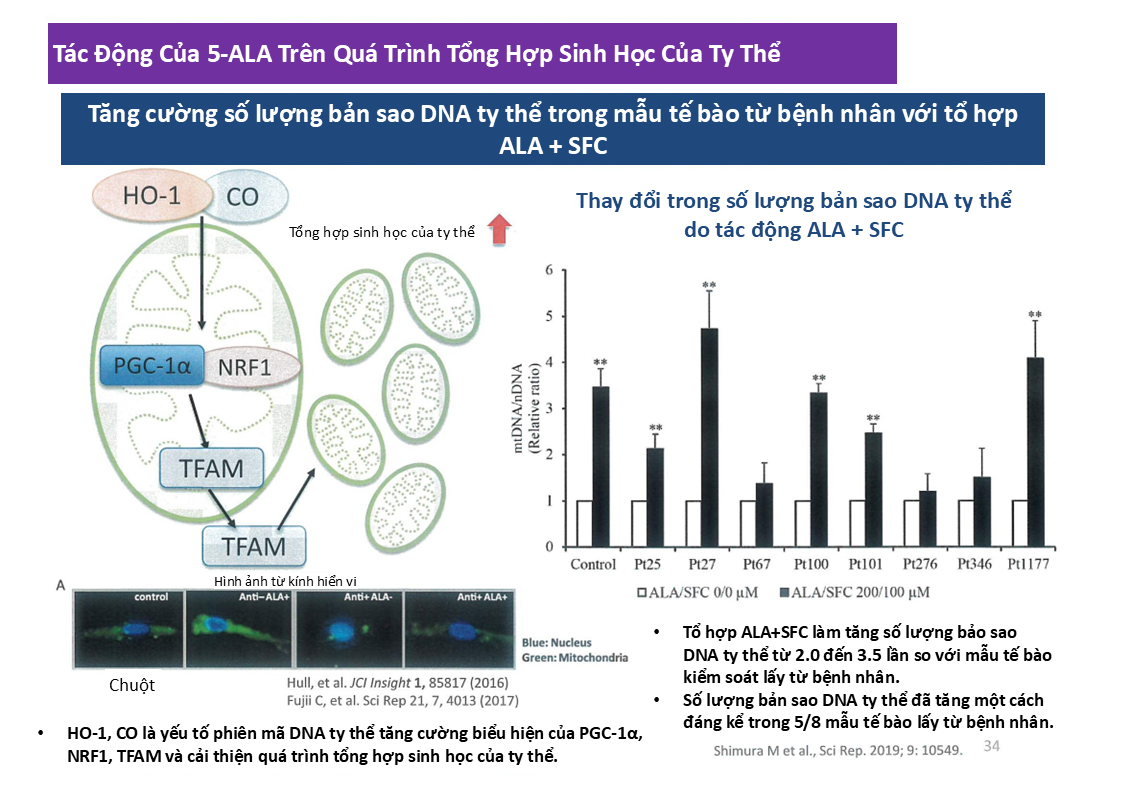 Tác Động Của 5-ALA Trên Quá Trình Tổng Hợp Sinh Học Của Ty Thể
Tăng cường số lượng bản sao DNA ty thể trong mẫu tế bào từ bệnh nhân với tổ hợp
ALA + SFC
HO-1
CO
Tổng hợp sinh học của ty thể
PGC-1α
NRF1
TFAM
TFAM
Hình ảnh từ kính hiển vi
A
control
Anti–ALA+
Anti+ALA-
Anti+ALA+
Blue: Nucleus
Green: Mitochondria
Chuột
Hull, et al. JCI Insight 1, 85817 (2016)
Fujii C, et al. Sci Rep 21, 7, 4013 (2017)
• HO-1, CO là yếu tố phiên mã DNA ty thể tăng cường biểu hiện của PGC-1α,
NRF1, TFAM và cải thiện quá trình tổng hợp sinh học của ty thể.
Thay đổi trong số lượng bản sao DNA ty thể
do tác động ALA + SFC
mtDNA/nDNA
(Relative ratio)
6
5
4
3
2
1
0
**
**
**
**
**
**
Control Pt25 Pt27 Pt67 Pt100 Pt101 Pt276 Pt346 Pt1177
ALA/SFC 0/0 μM ALA/SFC 200/100 μM
• Tổ hợp ALA+SFC làm tăng số lượng bảo sao
DNA ty thể từ 2.0 đến 3.5 lần so với mẫu tế bào
kiểm soát lấy từ bệnh nhân.
• Số lượng bản sao DNA ty thể đã tăng một cách
đáng kể trong 5/8 mẫu tế bào lấy từ bệnh nhân.
Shimura M et al., Sci Rep. 2019; 9: 10549.
34